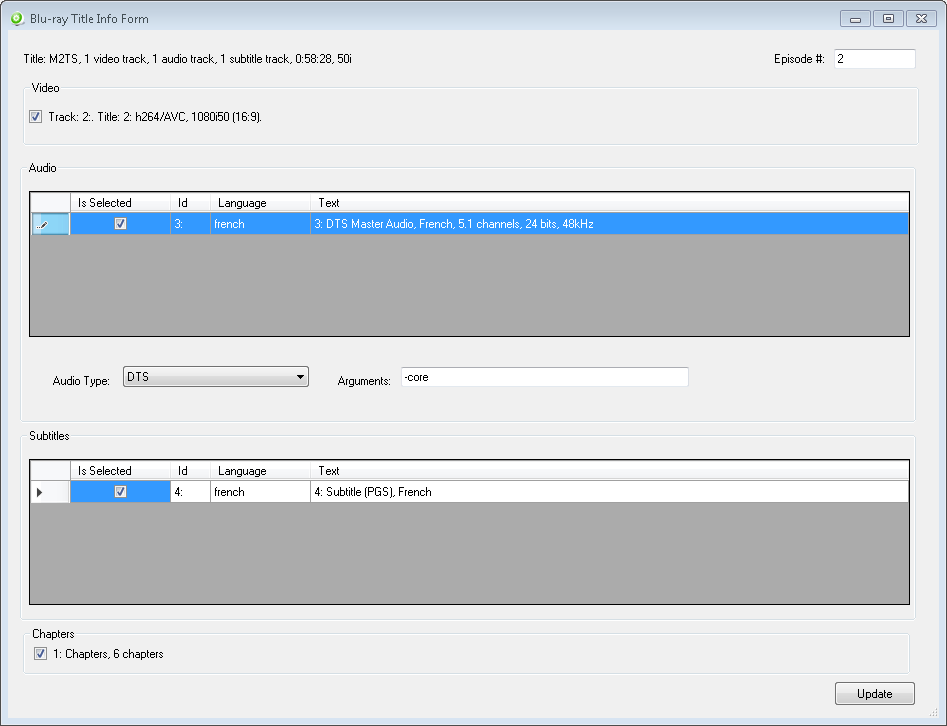 Blu-ray Title Info Form
Title: M2TS, 1 video track, 1 audio track, 1 subtitle track, 0:58:28, 50i
Episode #: 2
Video
Track: 2:. Title: 2: h264/AVC, 1080i50 (16:9).
Audio
Is Selected Id Language Text
3: french 3: DTS Master Audio, French, 5.1 channels, 24 bits, 48kHz
Audio Type: DTS Arguments: -core
Subtitles
Is Selected Id Language Text
4: french 4: Subtitle (PGS), French
Chapters
1: Chapters, 6 chapters
Update